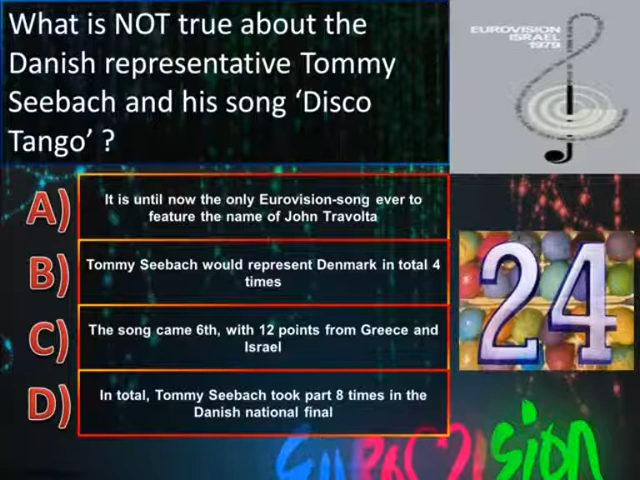 What is NOT true about the
Danish representative Tommy
Seebach and his song ‘Disco
Tango’ ?
EUROVISION
ISRAEL
1979
A)
It is until now the only Eurovision-song ever to
feature the name of John Travolta
B)
Tommy Seebach would represent Denmark in total 4
times
C)
The song came 6th, with 12 points from Greece and
Israel
D)
In total, Tommy Seebach took part 8 times in the
Danish national final
24
EUROVISION